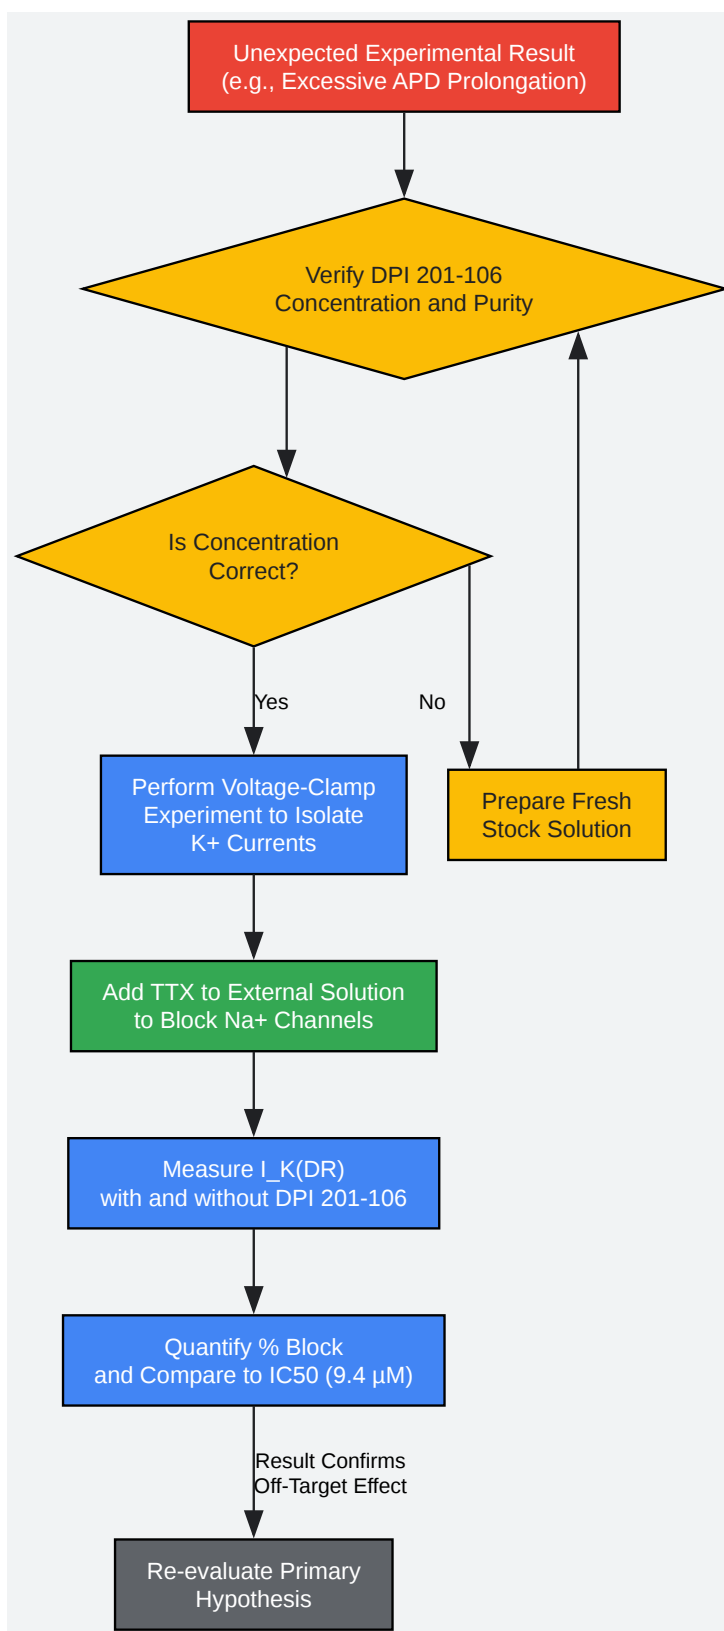 Unexpected Experimental Result
(e.g., Excessive APD Prolongation)
Verify DPI 201-106
Concentration and Purity
Is Concentration
Correct?
Yes
No
Perform Voltage-Clamp
Experiment to Isolate
K+ Currents
Prepare Fresh
Stock Solution
Add TTX to External Solution
to Block Na+ Channels
Measure I_K(DR)
with and without DPI 201-106
Quantify % Block
and Compare to IC50 (9.4 µM)
Result Confirms
Off-Target Effect
Re-evaluate Primary
Hypothesis